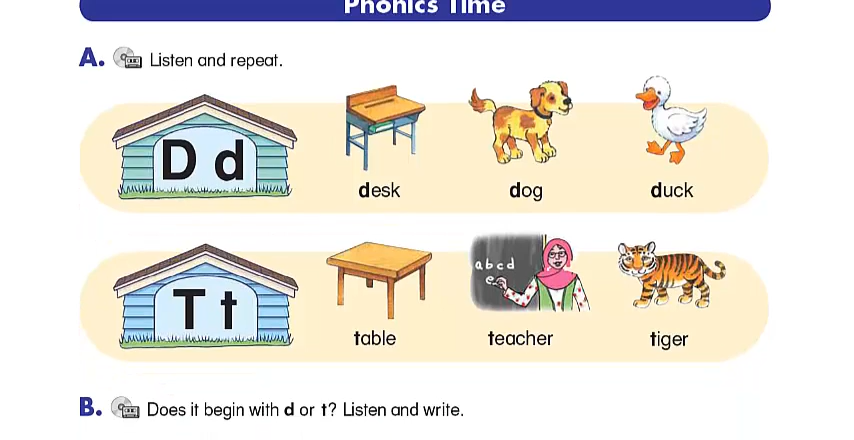 Phonics Time
A. Listen and repeat.
D d
desk dog duck
a b c d
e
T t
table teacher tiger
B. Does it begin with d or t? Listen and write.